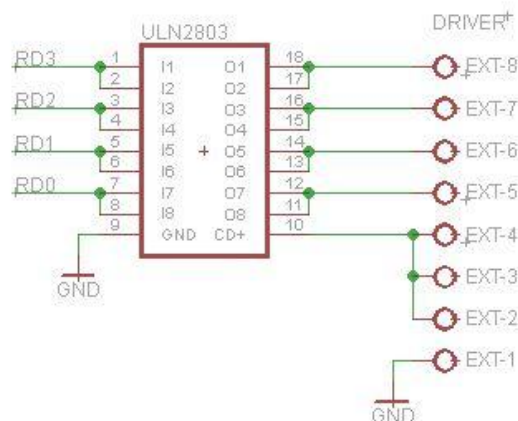 ULN2803
DRIVER
RD3 1 I1 O1 18 EXT-8
2 I2 O2 17
RD2 3 I3 O3 16 EXT-7
4 I4 O4 15
RD1 5 I5 O5 14 EXT-6
6 I6 O6 13
RD0 7 I7 O7 12 EXT-5
8 I8 O8 11
9 GND CD+ 10 EXT-4
GND
EXT-3
EXT-2
EXT-1
GND